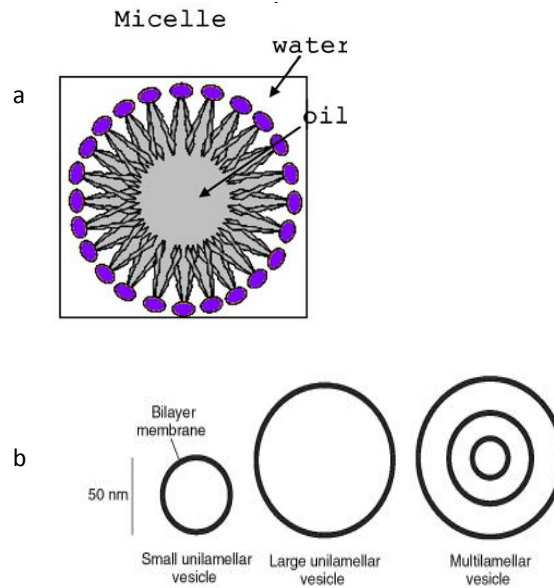 Micelle
water
a
oil
Bilayer
membrane
b
50 nm
Small unilamellar
vesicle
Large unilamellar
vesicle
Multilamellar
vesicle